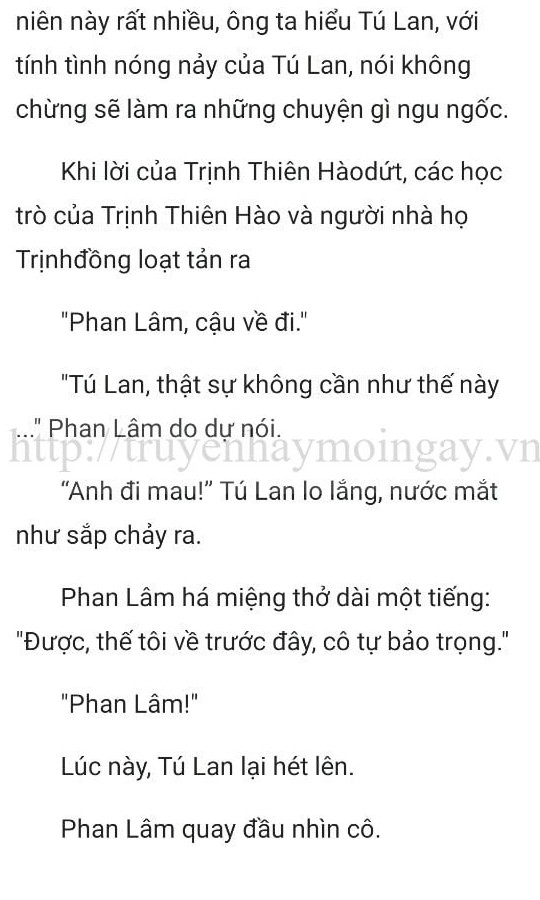 niên này rất nhiều, ông ta hiểu Tú Lan, với
tính tình nóng nảy của Tú Lan, nói không
chừng sẽ làm ra những chuyện gì ngu ngốc.
Khi lời của Trịnh Thiên Hàodứt, các học
trò của Trịnh Thiên Hào và người nhà họ
Trịnhđồng loạt tản ra
"Phan Lâm, cậu về đi."
"Tú Lan, thật sự không cần như thế này
..." Phan Lâm do dự nói.
http://truyenhaymoingay.vn
“Anh đi mau!” Tú Lan lo lắng, nước mắt
như sắp chảy ra.
Phan Lâm há miệng thở dài một tiếng:
"Được, thế tôi về trước đây, cô tự bảo trọng."
"Phan Lâm!"
Lúc này, Tú Lan lại hét lên.
Phan Lâm quay đầu nhìn cô.